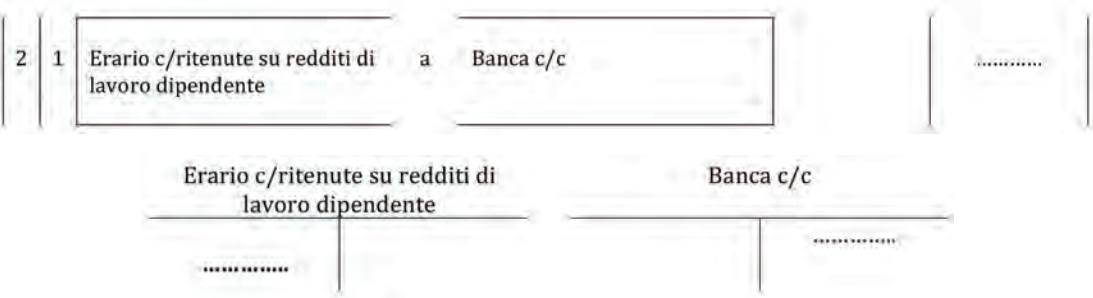 2 1 Erario c/ritenute su redditi di a Banca c/c ............
lavoro dipendente
Erario c/ritenute su redditi di Banca c/c
lavoro dipendente
..............
..............